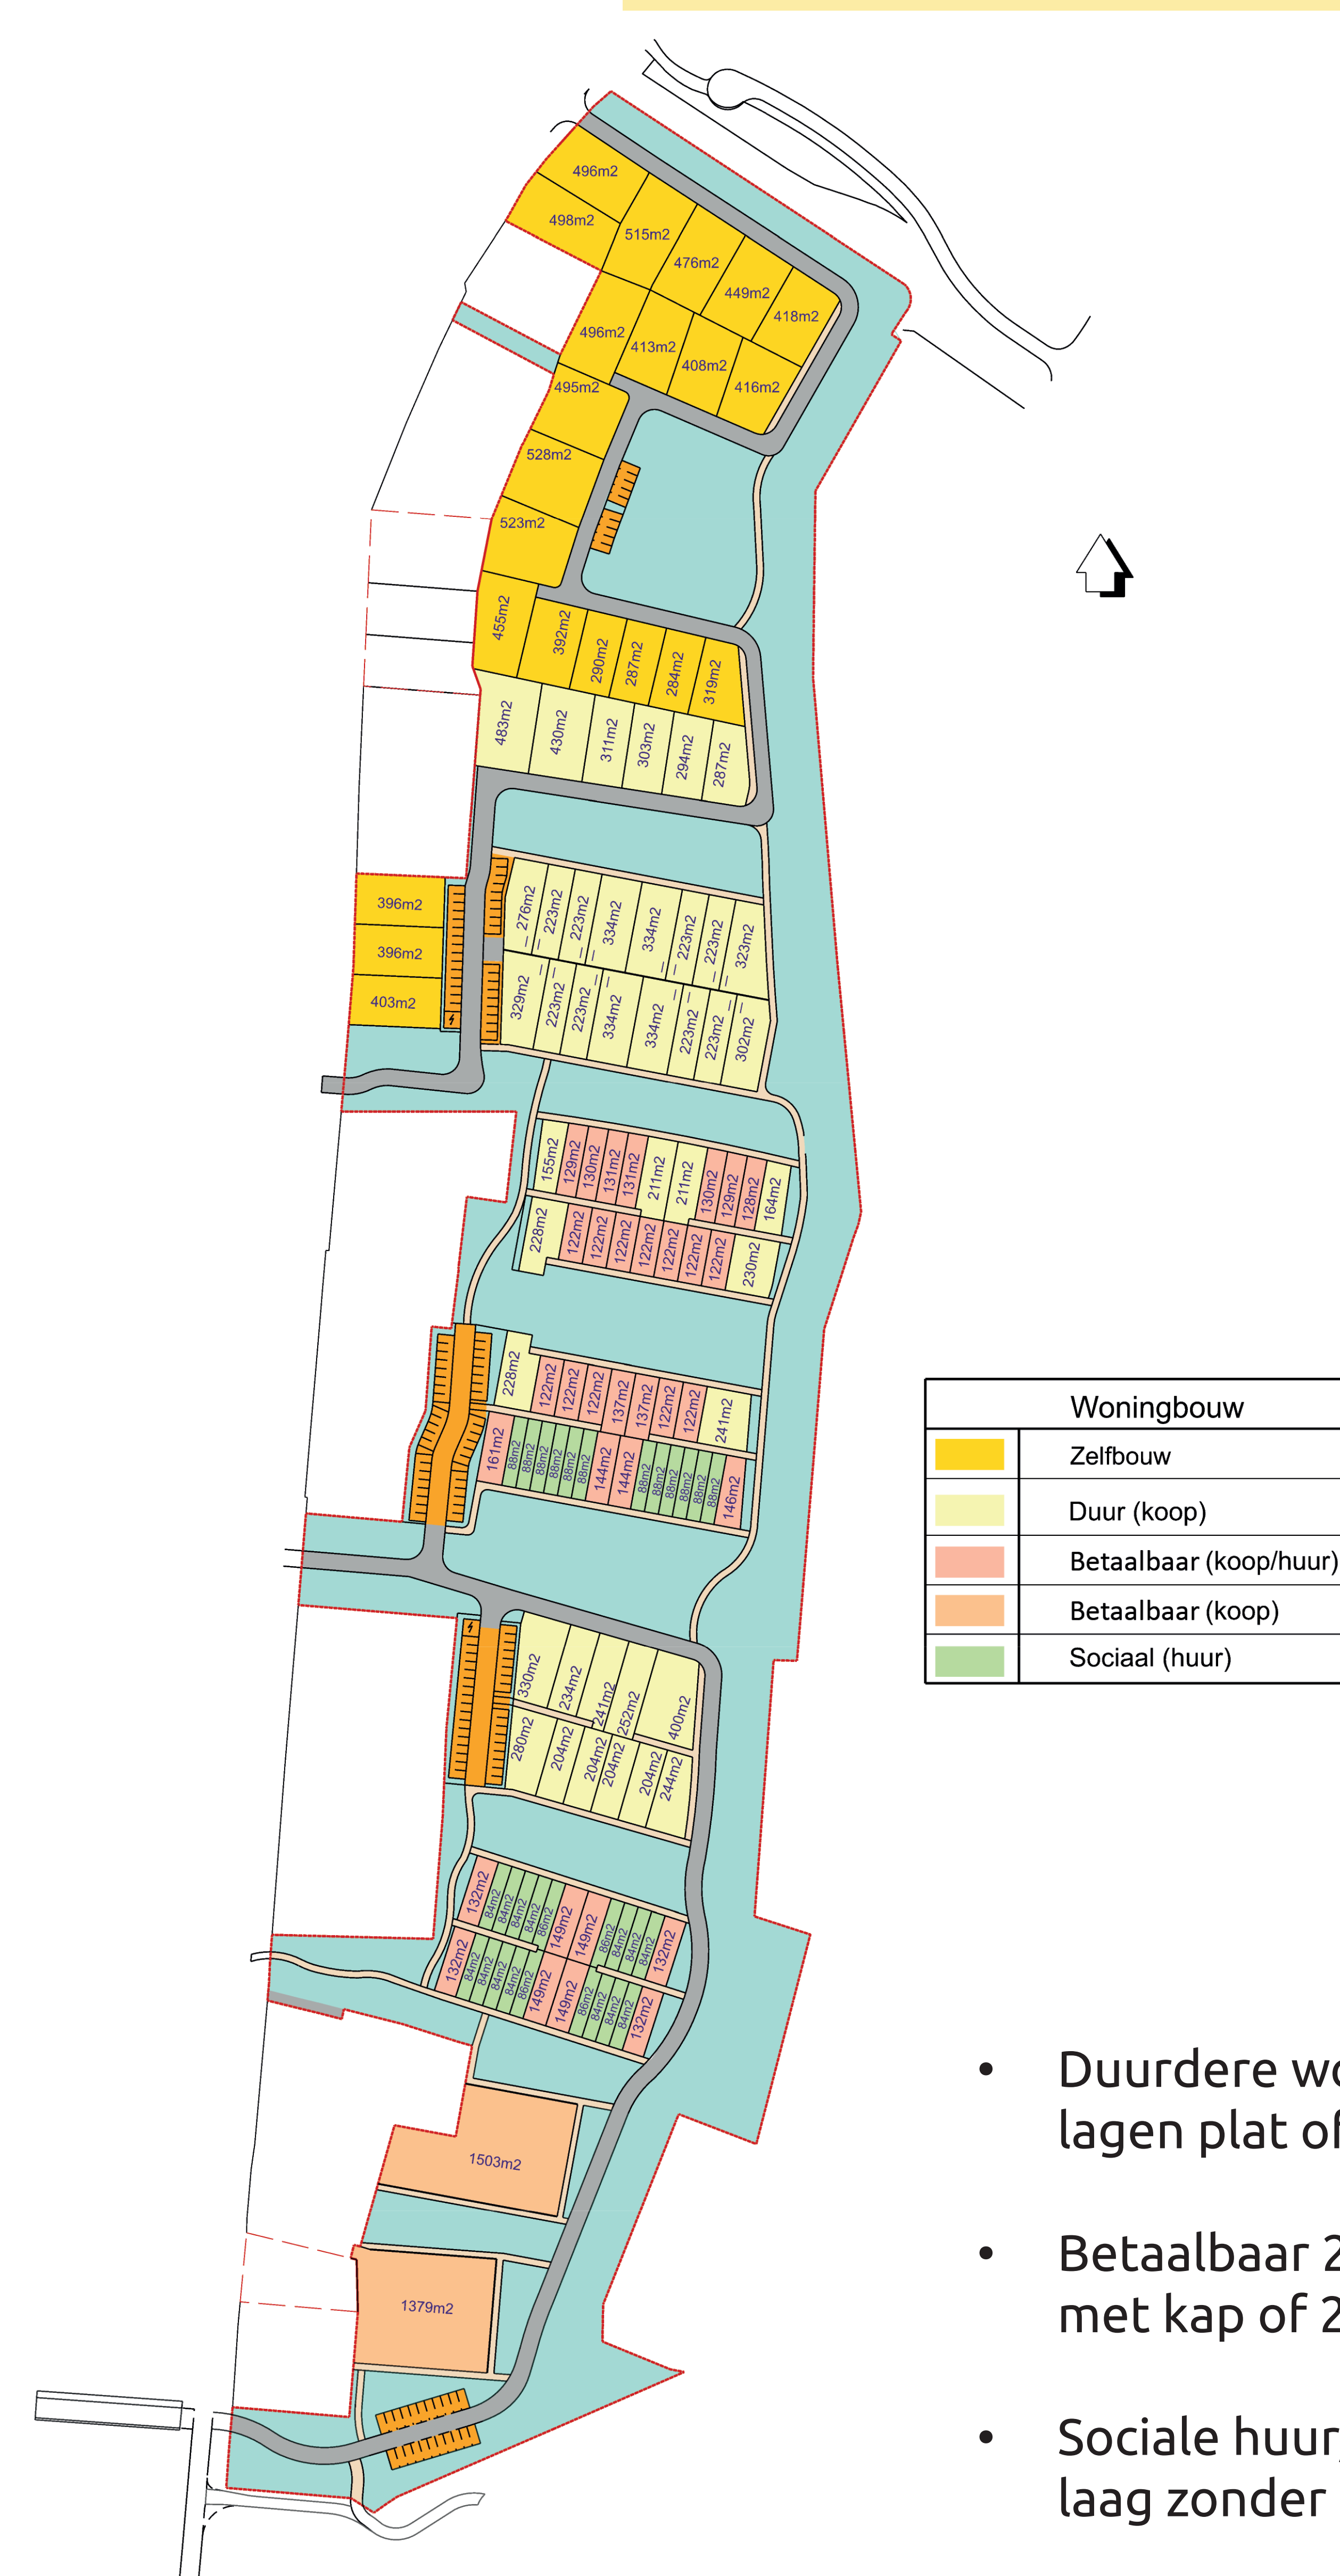 496m2
498m2
515m2
476m2
449m2
418m2
496m2
413m2
408m2
416m2
495m2
528m2
523m2
455m2
392m2
290m2
287m2
284m2
319m2
483m2
430m2
311m2
303m2
294m2
287m2
396m2
396m2
403m2
276m2
223m2
223m2
334m2
334m2
223m2
223m2
323m2
329m2
223m2
223m2
334m2
334m2
223m2
223m2
302m2
155m2
129m2
130m2
131m2
131m2
211m2
211m2
130m2
129m2
128m2
164m2
228m2
122m2
122m2
122m2
122m2
122m2
122m2
122m2
230m2
228m2
122m2
122m2
122m2
137m2
137m2
122m2
122m2
241m2
161m2
88m2
88m2
88m2
88m2
88m2
88m2
144m2
144m2
88m2
88m2
88m2
88m2
88m2
88m2
146m2
Woningbouw
Zelfbouw
Duur (koop)
Betaalbaar (koop/huur)
Betaalbaar (koop)
Sociaal (huur)
330m2
234m2
241m2
252m2
400m2
280m2
204m2
204m2
204m2
204m2
244m2
132m2
84m2
84m2
84m2
84m2
86m2
149m2
149m2
86m2
84m2
84m2
84m2
132m2
132m2
84m2
84m2
84m2
84m2
86m2
149m2
149m2
86m2
84m2
84m2
84m2
132m2
1503m2
1379m2
• Duurdere wo
lagen plat of
• Betaalbaar 2
met kap of 2
• Sociale huur,
laag zonder